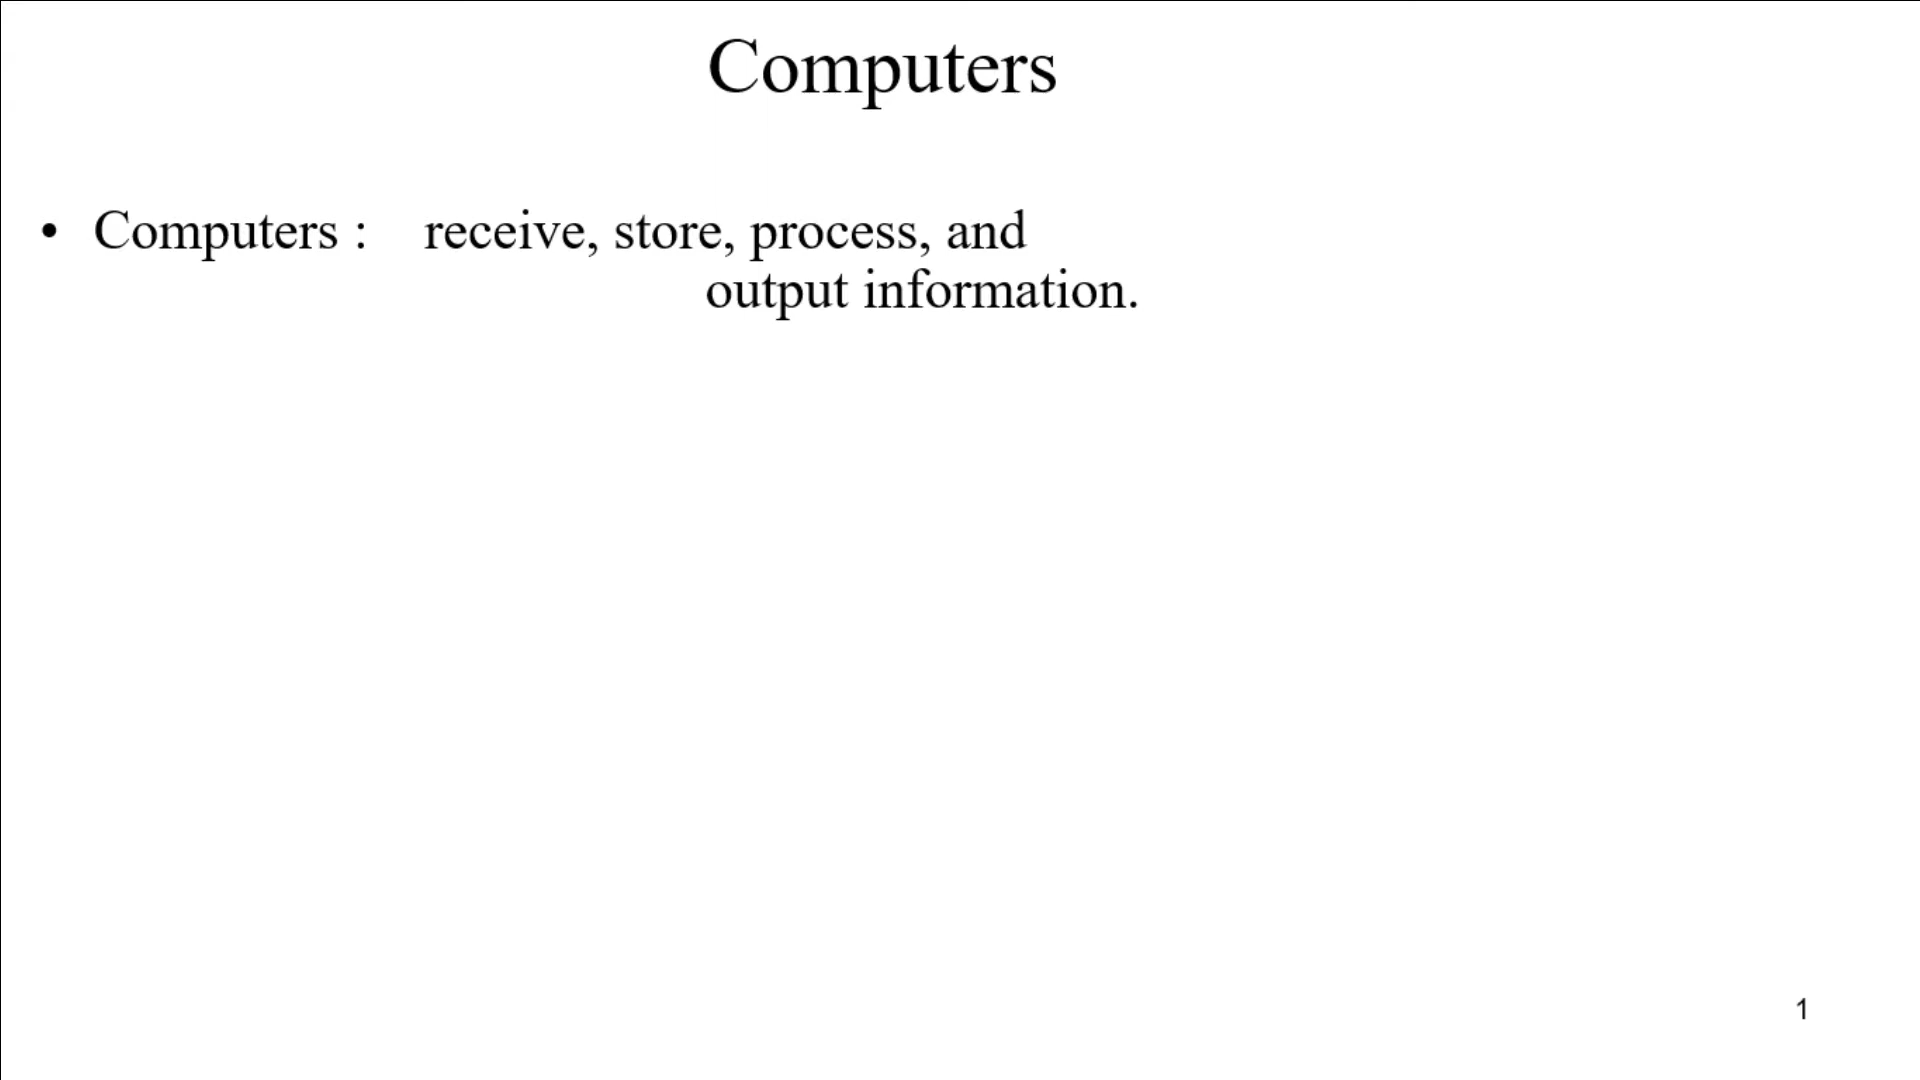 Computers
• Computers : receive, store, process, and
output information.
1